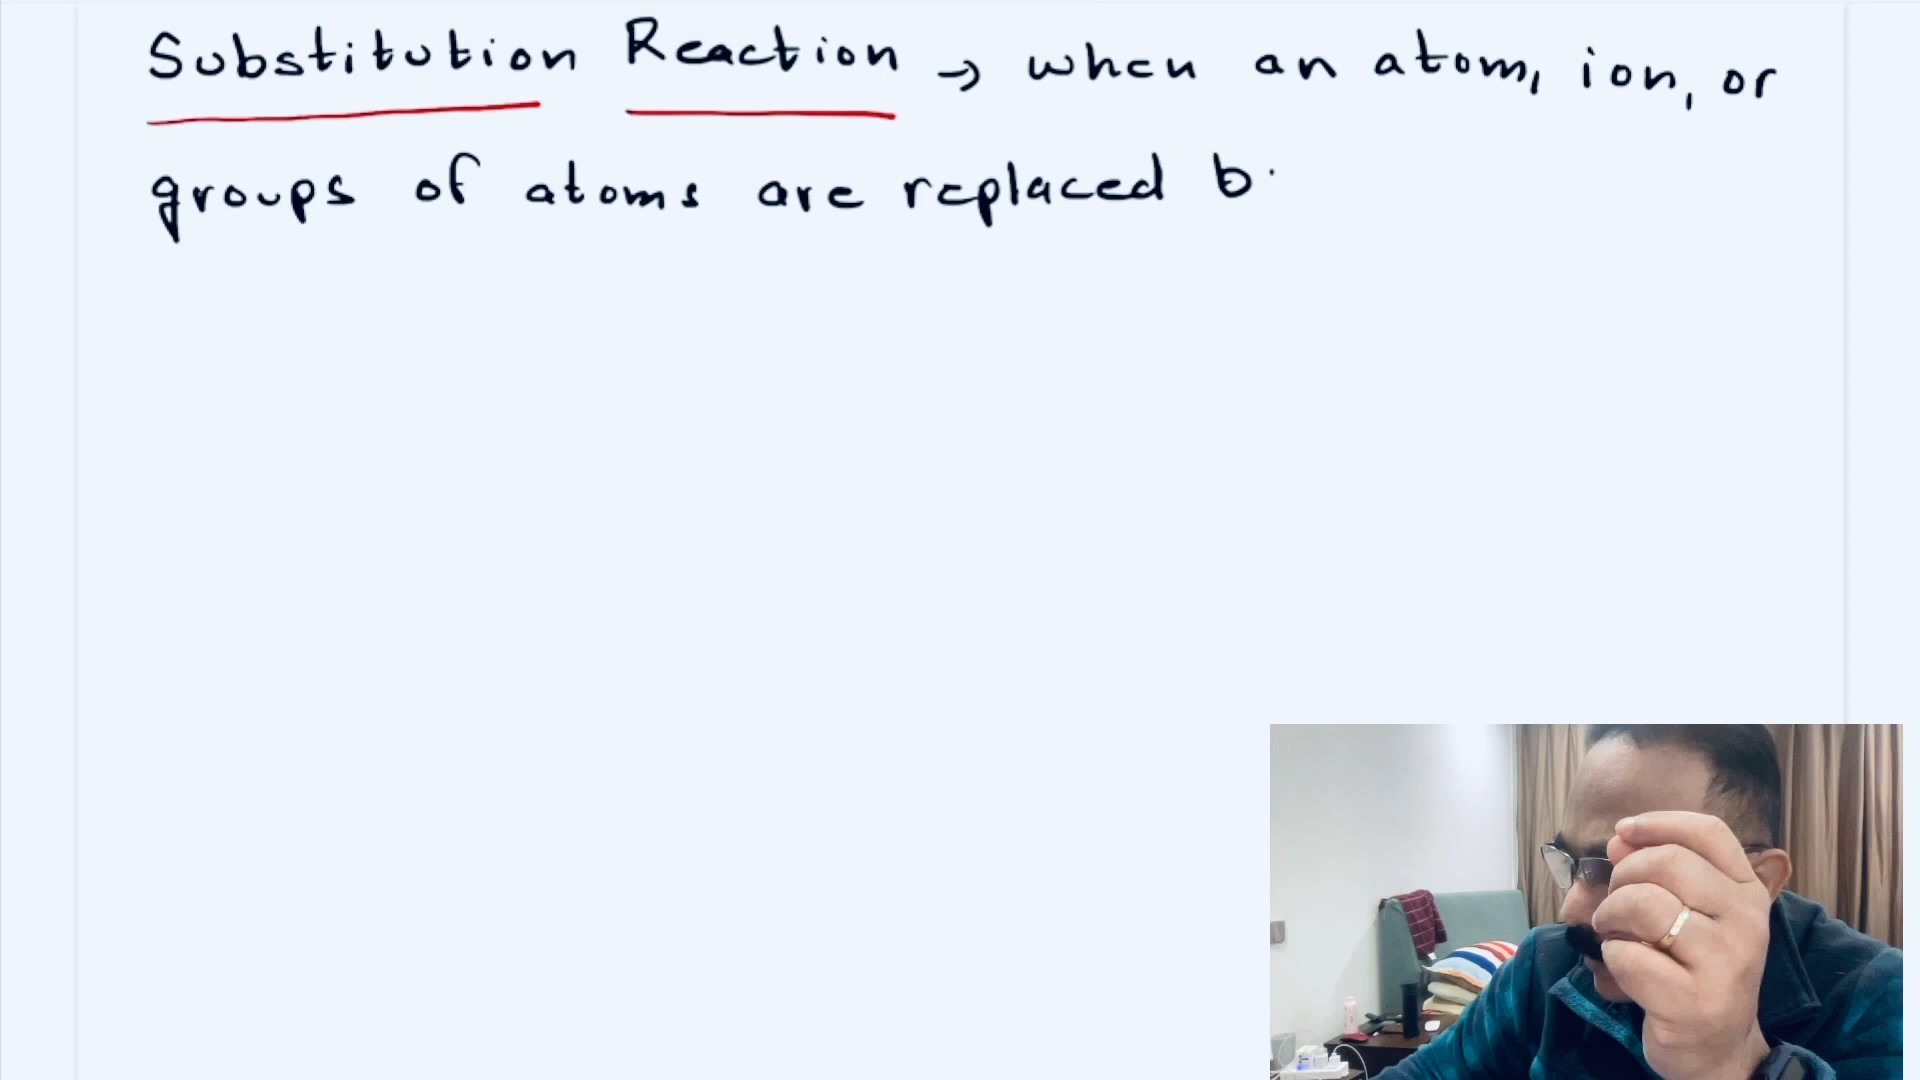 Substitution Reaction → when an atom, ion, or
groups of atoms are replaced b